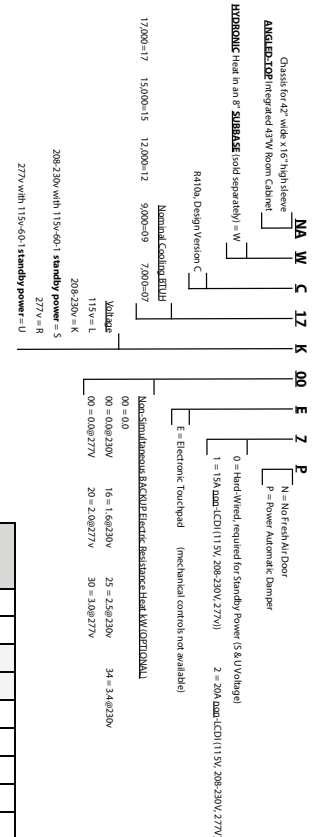 NA W C 17 K 00 E 7 P
Chassis for 42" wide x 16" high sleeve
ANGLED-TOP Integrated 43"W Room Cabinet
HYDRONIC Heat in an 8" SUBBASE (sold separately) = W
R410a, Design Version C
Nominal Cooling BTUH
17,000=17 15,000=15 12,000=12 9,000=09 7,000=07
Voltage
115v = L
208-230v = K
277v = R
208-230v with 115v-60-1 standby power = S
277v with 115v-60-1 standby power = U
Non-Simultaneous BACKUP Electric Resistance Heat kW (OPTIONAL)
00 = 0.0
00 = 0.0@230V 16 = 1.6@230v 25 = 2.5@230v 34 = 3.4@230v
00 = 0.0@277V 20 = 2.0@277v 30 = 3.0@277v
E = Electronic Touchpad (mechanical controls not available)
0 = Hard-Wired, required for Standby Power (S & U Voltage)
1 = 15A non-LCDI (115V, 208-230V, 277v)) 2 = 20A non-LCDI (115V, 208-230V, 277V
N = No Fresh Air Door
P = Power Automatic Damper